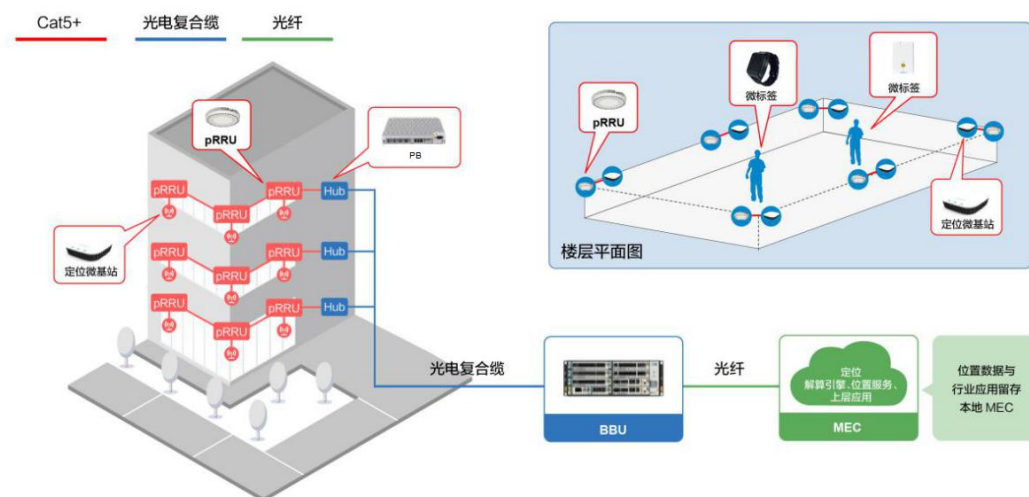 Cat5+
光电复合缆
光纤
pRRU
PB
pRRU
pRRU
pRRU
Hub
定位微基站
pRRU
pRRU
pRRU
Hub
pRRU
pRRU
pRRU
Hub
微标签
微标签
pRRU
定位微基站
楼层平面图
光电复合缆
BBU
光纤
定位
解算引擎、位置服务、
上层应用
MEC
位置数据与
行业应用留存
本地 MEC